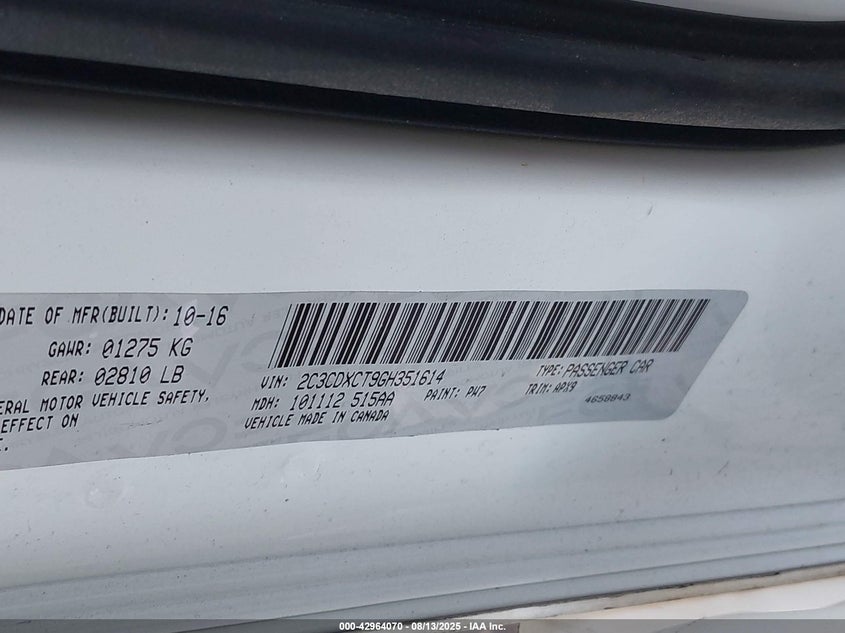 DATE OF MFR(BUILT): 10-16
GAWR: 01275 KG
REAR: 02810 LB
ERAL MOTOR VEHICLE SAFETY,
EFFECT ON
VIN: 2C3CDXCT9GH351614
TYPE: PASSENGER CAR
MDH: 101112 515AA
PAINT: PW7
TRIM: APX9
VEHICLE MADE IN CANADA
4658843
000-42964070 - 08/13/2025 - IAA Inc.